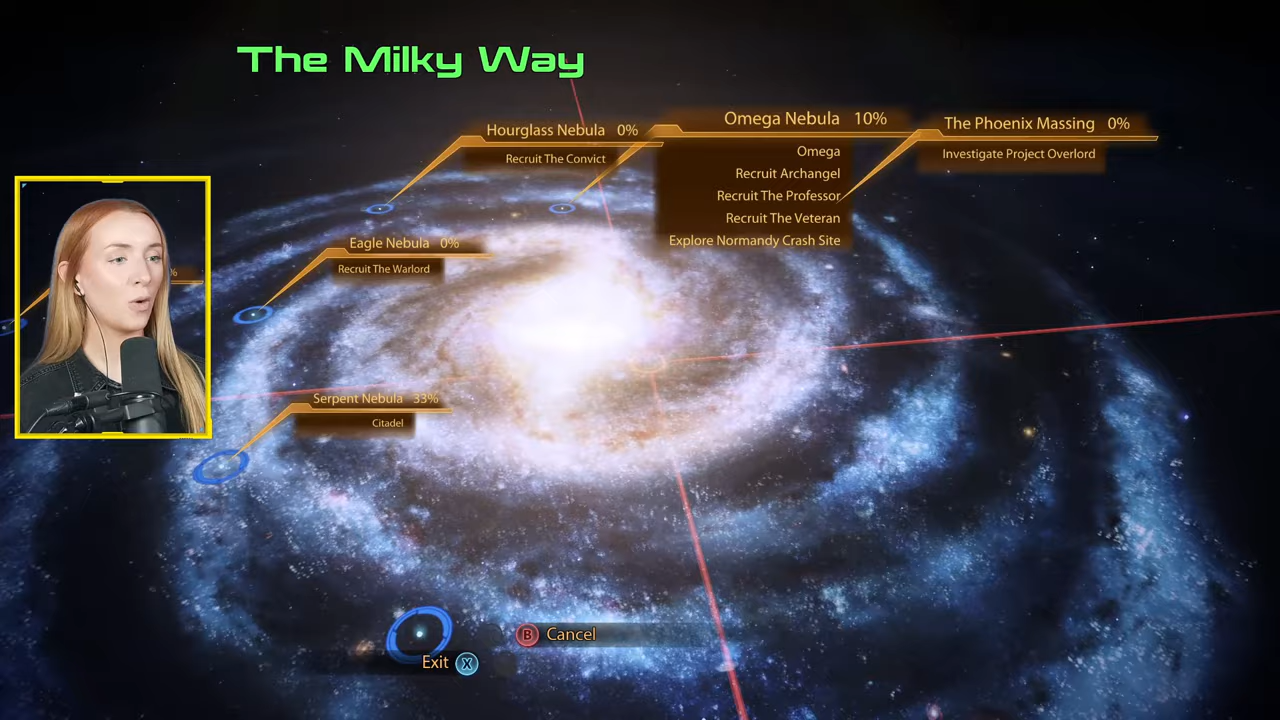 The Milky Way
Hourglass Nebula 0%
Recruit The Convict
Omega Nebula 10%
Omega
Recruit Archangel
Recruit The Professor
Recruit The Veteran
Explore Normandy Crash Site
The Phoenix Massing 0%
Investigate Project Overlord
Eagle Nebula 0%
Recruit The Warlord
%
Serpent Nebula 33%
Citadel
B Cancel
Exit X